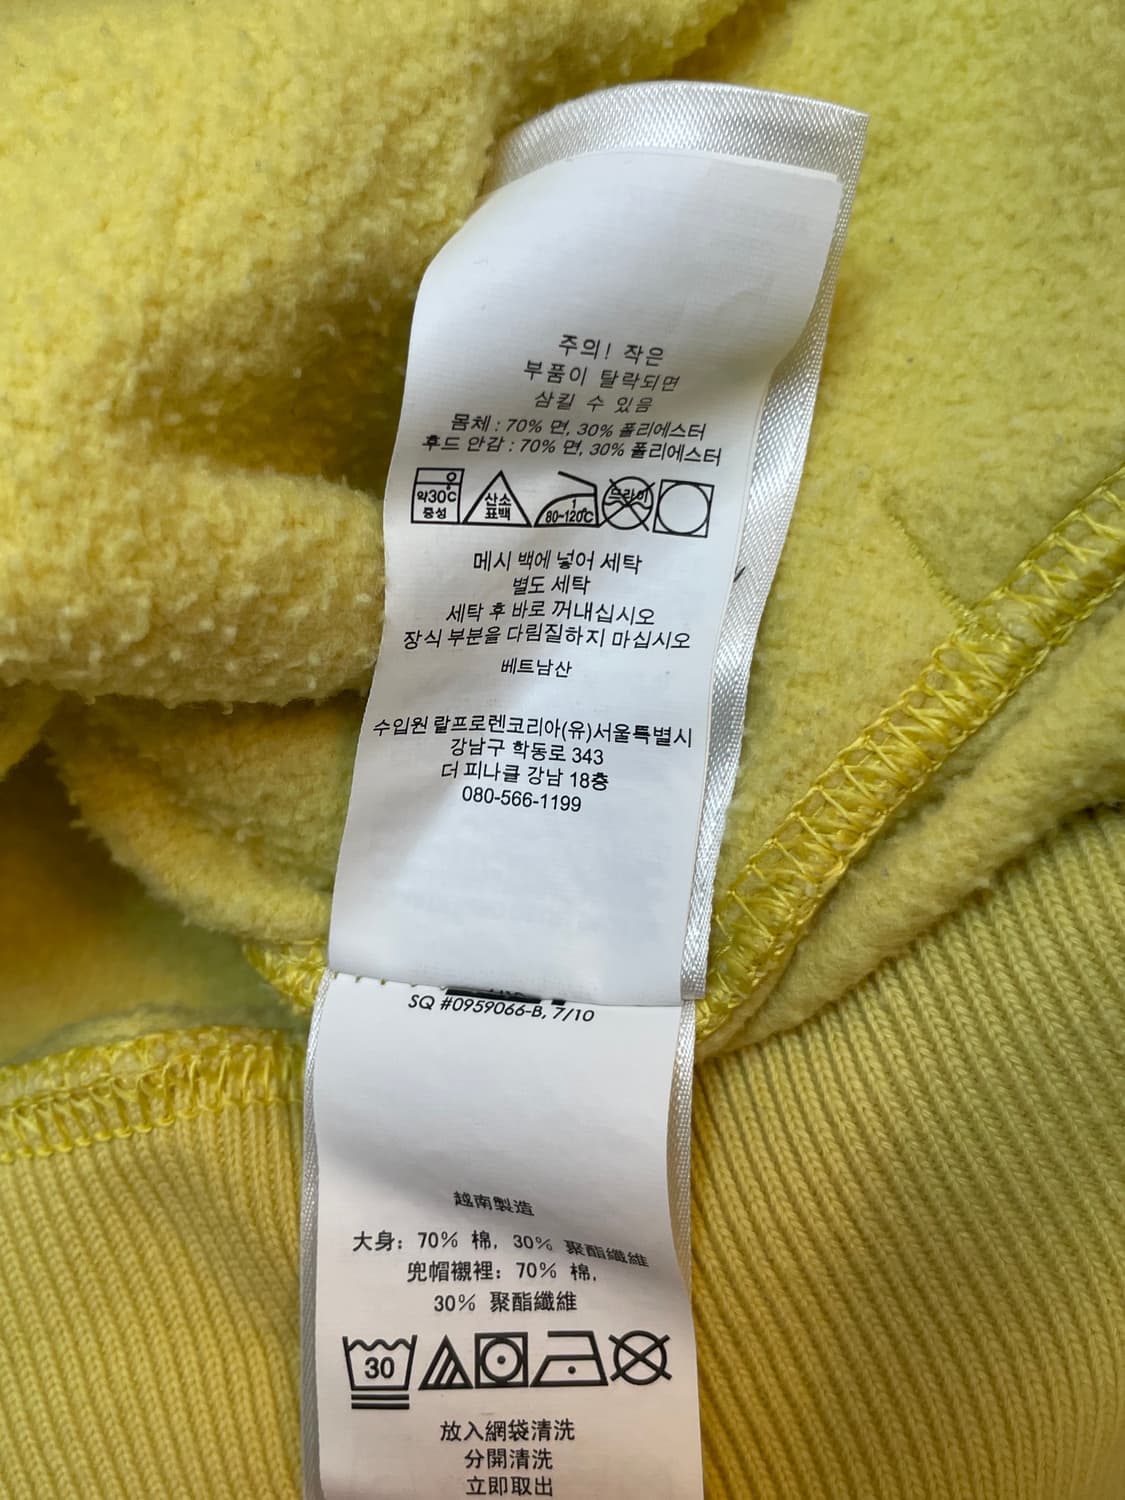 주의! 작은
부품이 탈락되면
삼킬 수 있음
몸체 : 70% 면, 30% 폴리에스터
후드 안감 : 70% 면, 30% 폴리에스터
약30℃ 중성
산소 표백
1 80~120℃
드라이
메시 백에 넣어 세탁
별도 세탁
세탁 후 바로 꺼내십시오
장식 부분을 다림질하지 마십시오
베트남산
수입원 랄프로렌코리아(유)서울특별시
강남구 학동로 343
더 피나클 강남 18층
080-566-1199
SQ #0959066-B, 7/10
越南製造
大身: 70% 棉, 30% 聚酯纖維
兜帽襯裡: 70% 棉,
30% 聚酯纖維
30
放入網袋清洗
分開清洗
立即取出